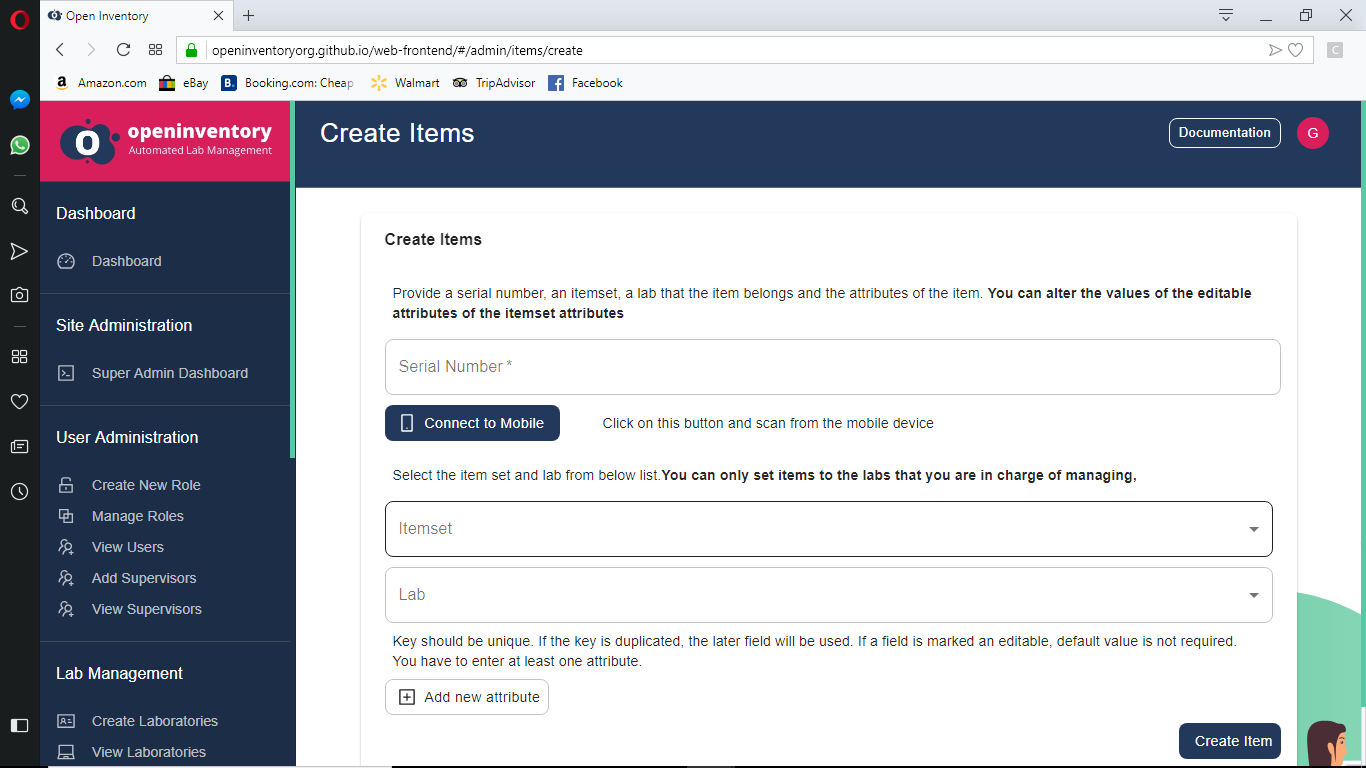 Open Inventory
openinventoryorg.github.io/web-frontend/#/admin/items/create
C
a Amazon.com
eBay
B. Booking.com: Cheap
Walmart
TripAdvisor
f Facebook
openinventory
Automated Lab Management
Dashboard
Dashboard
Site Administration
Super Admin Dashboard
User Administration
Create New Role
Manage Roles
View Users
Add Supervisors
View Supervisors
Lab Management
Create Laboratories
View Laboratories
Create Items
Documentation
G
Create Items
Provide a serial number, an itemset, a lab that the item belongs and the attributes of the item. You can alter the values of the editable
attributes of the itemset attributes
Serial Number *
Connect to Mobile
Click on this button and scan from the mobile device
Select the item set and lab from below list.You can only set items to the labs that you are in charge of managing,
Itemset
Lab
Key should be unique. If the key is duplicated, the later field will be used. If a field is marked an editable, default value is not required.
You have to enter at least one attribute.
Add new attribute
Create Item